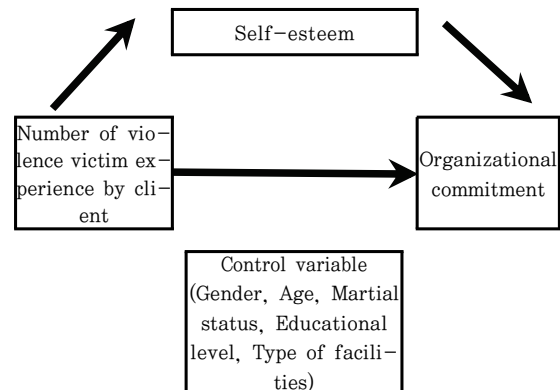 Self-esteem
Number of vio-
lence victim ex-
perience by cli-
ent
Organizational
commitment
Control variable
(Gender, Age, Martial
status, Educational
level, Type of facili-
ties)